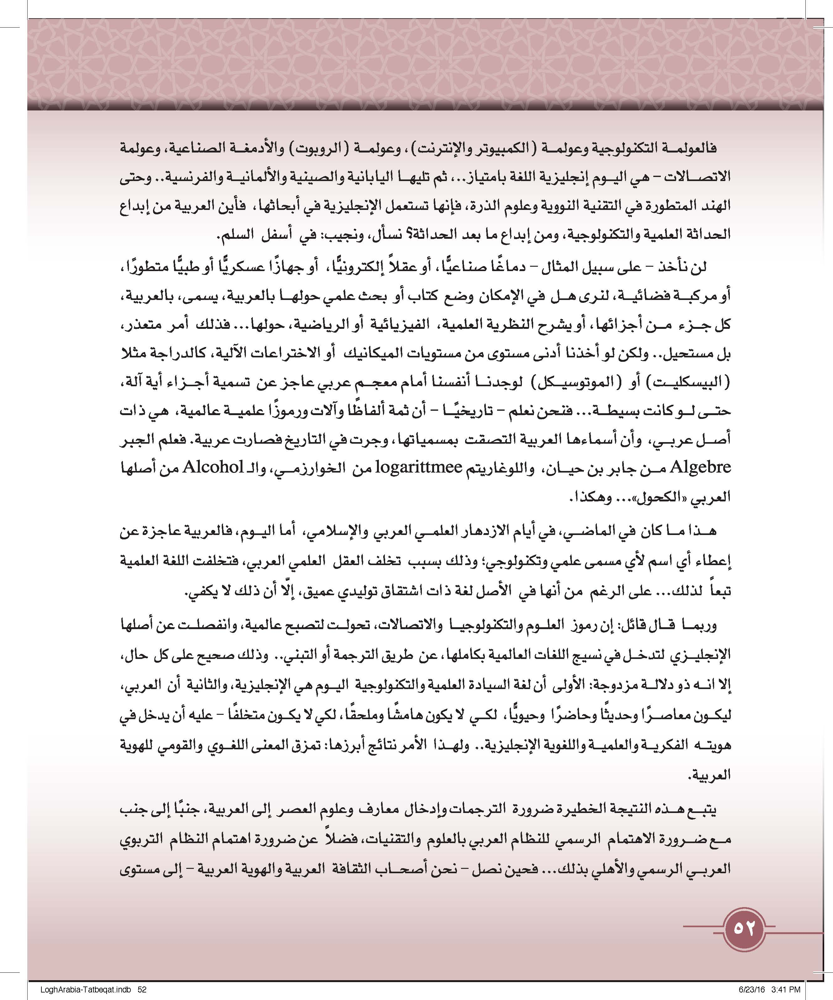 فالعولمة التكنولوجية وعولمة (الكمبيوتر والإنترنت)، وعولمة (الروبوت) والأدمغة الصناعية، وعولمة
الاتصالات – هي اليوم إنجليزية اللغة بامتياز..، ثم تليها اليابانية والصينية والألمانية والفرنسية.. وحتى
الهند المتطورة في التقنية النووية وعلوم الذرة، فإنها تستعمل الإنجليزية في أبحاثها، فأين العربية من إبداع
الحداثة العلمية والتكنولوجية، ومن إبداع ما بعد الحداثة؟ نسأل، ونجيب: في أسفل السلم.
لن نأخذ – على سبيل المثال – دماغًا صناعيًّا، أو عقلاً إلكترونيًّا، أو جهازًا عسكريًّا أو طبيًّا متطورًا،
أو مركبة فضائية، لنرى هل في الإمكان وضع كتاب أو بحث علمي حولها بالعربية، يسمى، بالعربية،
كل جزء من أجزائها، أو يشرح النظرية العلمية، الفيزيائية أو الرياضية، حولها... فذلك أمر متعذر،
بل مستحيل.. ولكن لو أخذنا أدنى مستوى من مستويات الميكانيك أو الاختراعات الآلية، كالدراجة مثلا
(البيسكليت) أو (الموتوسيكل) لوجدنا أنفسنا أمام معجم عربي عاجز عن تسمية أجزاء أية آلة،
حتى لو كانت بسيطة... فنحن نعلم – تاريخيًا – أن ثمة ألفاظًا وآلات ورموزًا علمية عالمية، هي ذات
أصل عربي، وأن أسماءها العربية التصقت بمسمياتها، وجرت في التاريخ فصارت عربية. فعلم الجبر
Algebre من جابر بن حيان، واللوغاريتم logarittmee من الخوارزمي، والـ Alcohol من أصلها
العربي «الكحول»... وهكذا.
هذا ما كان في الماضي، في أيام الازدهار العلمي العربي والإسلامي، أما اليوم، فالعربية عاجزة عن
إعطاء أي اسم لأي مسمى علمي وتكنولوجي؛ وذلك بسبب تخلف العقل العلمي العربي، فتخلفت اللغة العلمية
تبعاً لذلك... على الرغم من أنها في الأصل لغة ذات اشتقاق توليدي عميق، إلّا أن ذلك لا يكفي.
وربما قال قائل: إن رموز العلوم والتكنولوجيا والاتصالات، تحولت لتصبح عالمية، وانفصلت عن أصلها
الإنجليزي لتدخل في نسيج اللغات العالمية بكاملها، عن طريق الترجمة أو التبني.. وذلك صحيح على كل حال،
إلا انه ذو دلالة مزدوجة: الأولى أن لغة السيادة العلمية والتكنولوجية اليوم هي الإنجليزية، والثانية أن العربي،
ليكون معاصرًا وحديثًا وحاضرًا وحيويًّا، لكي لا يكون هامشًا وملحقًا، لكي لا يكون متخلفًا – عليه أن يدخل في
هويته الفكرية والعلمية واللغوية الإنجليزية.. ولهذا الأمر نتائج أبرزها: تمزق المعنى اللغوي والقومي للهوية
العربية.
يتبع هذه النتيجة الخطيرة ضرورة الترجمات وإدخال معارف وعلوم العصر إلى العربية، جنبًا إلى جنب
مع ضرورة الاهتمام الرسمي للنظام العربي بالعلوم والتقنيات، فضلاً عن ضرورة اهتمام النظام التربوي
العربي الرسمي والأهلي بذلك... فحين نصل – نحن أصحاب الثقافة العربية والهوية العربية – إلى مستوى
٥٢
LoghArabia-Tatbeqat.indb 52
6/23/16 3:41 PM